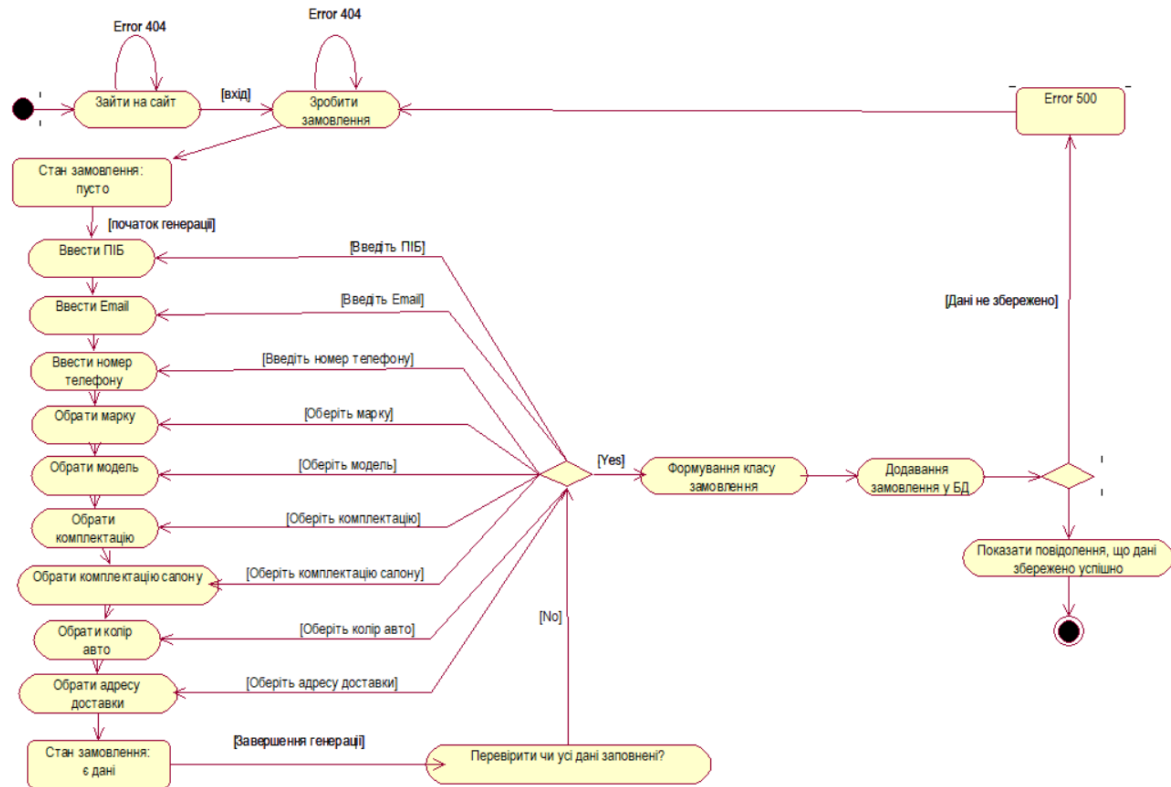 Error 404
Error 404
Зайти на сайт
[вхід]
Зробити
замовлення
Error 500
Стан замовлення:
пусто
[початок генерації]
Ввести ПІБ
[Введіть ПІБ]
Ввести Email
[Введіть Email]
[Дані не збережено]
Ввести номер
телефону
[Введіть номер телефону]
Обрати марку
[Оберіть марку]
Обрати модель
[Оберіть модель]
[Yes]
Формування класу
замовлення
Додавання
замовлення у БД
Обрати
комплектацію
[Оберіть комплектацію]
Показати повідолення, що дані
збережено успішно
Обрати комплектацію салону
[Оберіть комплектацію салону]
[No]
Обрати колір
авто
[Оберіть колір авто]
Обрати адресу
доставки
[Оберіть адресу доставки]
Стан замовлення:
є дані
[Завершення генерації]
Перевірити чи усі дані заповнені?